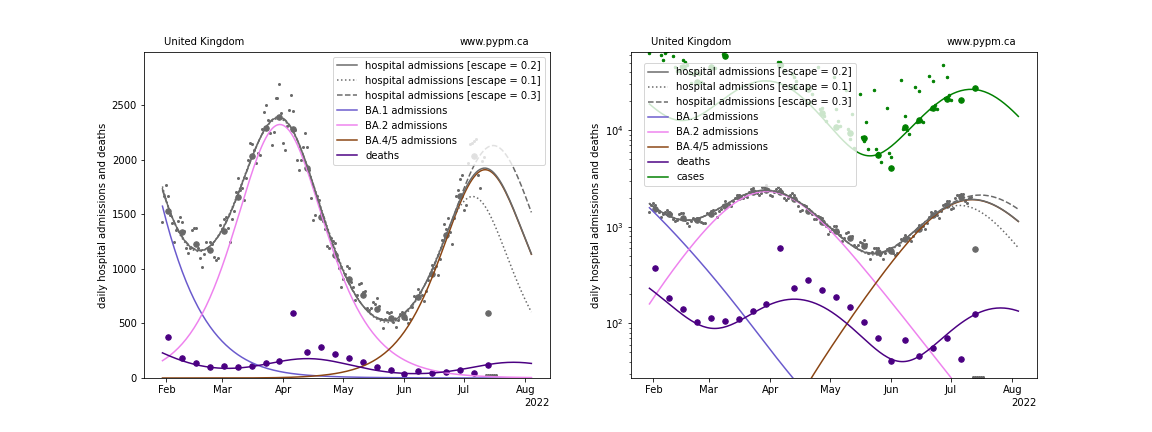 United Kingdom www.pypm.ca
hospital admissions [escape = 0.2]
hospital admissions [escape = 0.1]
hospital admissions [escape = 0.3]
BA.1 admissions
BA.2 admissions
BA.4/5 admissions
deaths
daily hospital admissions and deaths
2500
2000
1500
1000
500
0
Feb Mar Apr May Jun Jul Aug
2022
United Kingdom www.pypm.ca
hospital admissions [escape = 0.2]
hospital admissions [escape = 0.1]
hospital admissions [escape = 0.3]
BA.1 admissions
BA.2 admissions
BA.4/5 admissions
deaths
cases
daily hospital admissions and deaths
10⁴
10³
10²
Feb Mar Apr May Jun Jul Aug
2022